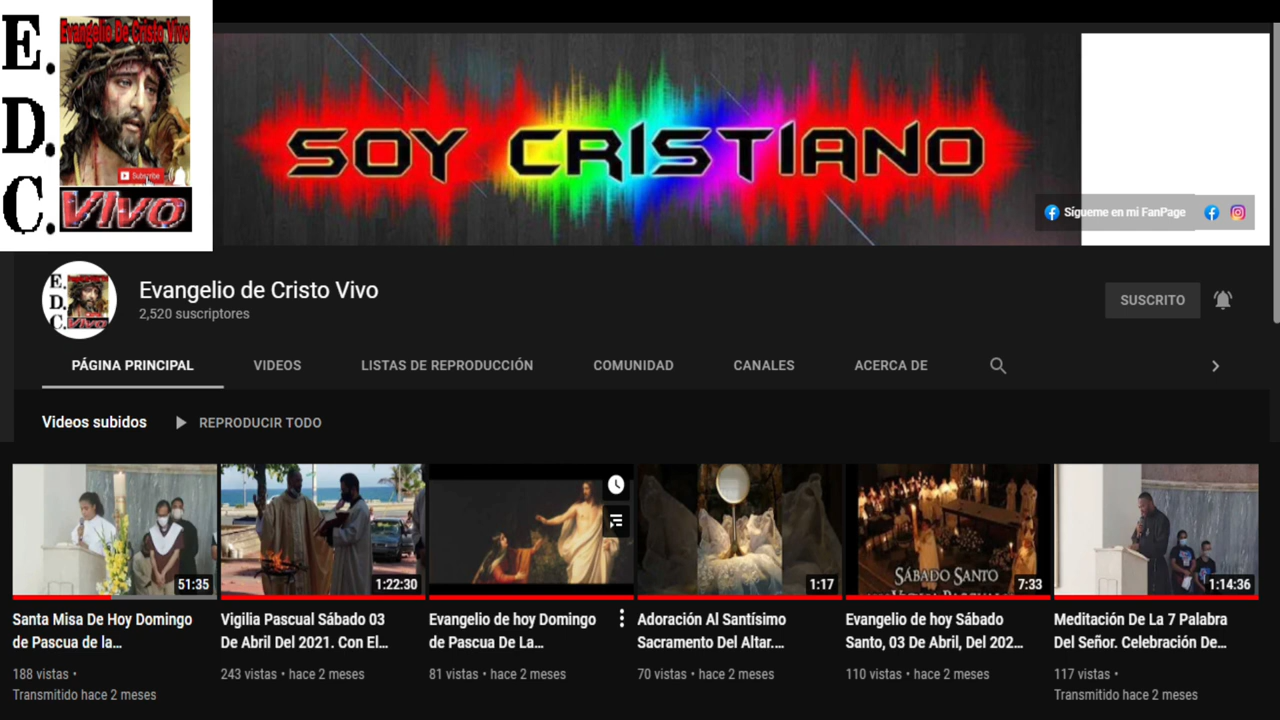 E.
D.
C.
Evangelio De Cristo Vivo
Subscribe
Vivo
SOY CRISTIANO
Sígueme en mi FanPage
E.
D.
C.
Vivo
Evangelio de Cristo Vivo
2,520 suscriptores
SUSCRITO
PÁGINA PRINCIPAL
VIDEOS
LISTAS DE REPRODUCCIÓN
COMUNIDAD
CANALES
ACERCA DE
Videos subidos
REPRODUCIR TODO
51:35
1:22:30
1:17
SÁBADO SANTO
7:33
1:14:36
Santa Misa De Hoy Domingo
de Pascua de la...
188 vistas •
Transmitido hace 2 meses
Vigilia Pascual Sábado 03
De Abril Del 2021. Con El...
243 vistas • hace 2 meses
Evangelio de hoy Domingo
de Pascua De La...
81 vistas • hace 2 meses
Adoración Al Santísimo
Sacramento Del Altar....
70 vistas • hace 2 meses
Evangelio de hoy Sábado
Santo, 03 De Abril, Del 202...
110 vistas • hace 2 meses
Meditación De La 7 Palabra
Del Señor. Celebración De...
117 vistas •
Transmitido hace 2 meses